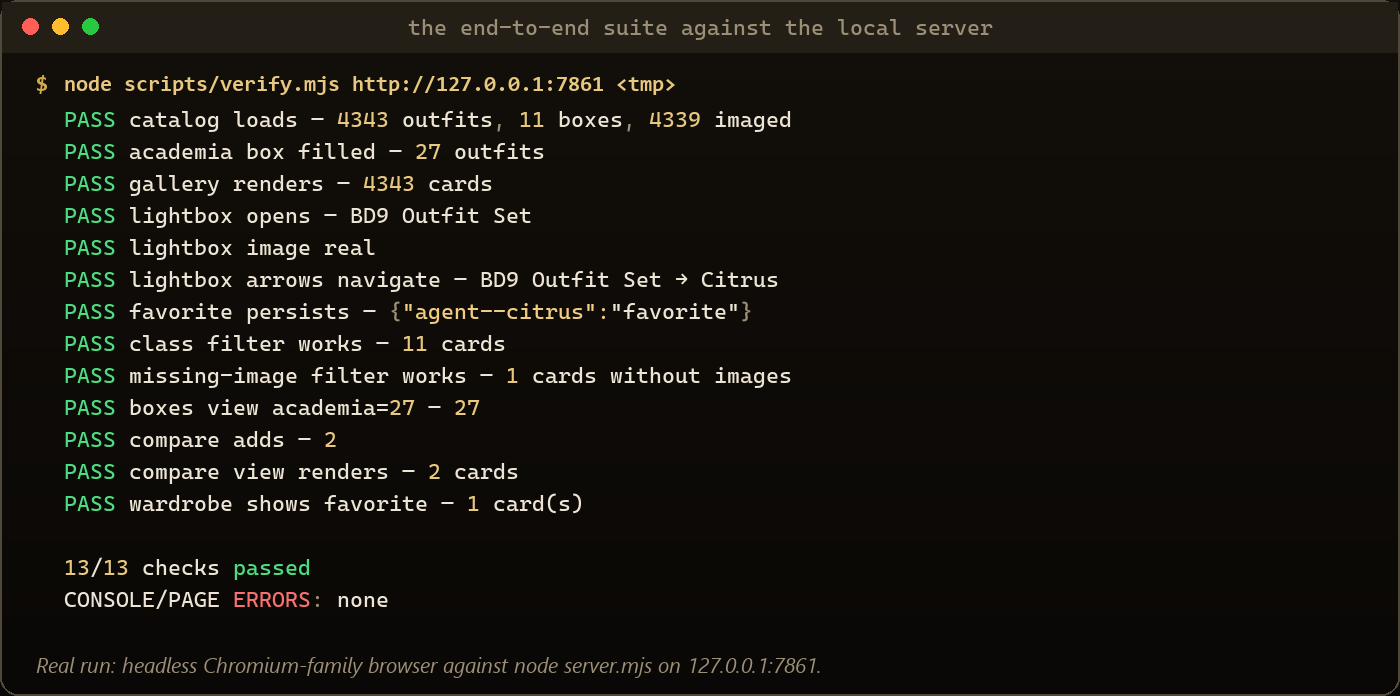 the end-to-end suite against the local server
$ node scripts/verify.mjs http://127.0.0.1:7861 <tmp>
PASS catalog loads — 4343 outfits, 11 boxes, 4339 imaged
PASS academia box filled — 27 outfits
PASS gallery renders — 4343 cards
PASS lightbox opens — BD9 Outfit Set
PASS lightbox image real
PASS lightbox arrows navigate — BD9 Outfit Set → Citrus
PASS favorite persists — {"agent--citrus":"favorite"}
PASS class filter works — 11 cards
PASS missing-image filter works — 1 cards without images
PASS boxes view academia=27 — 27
PASS compare adds — 2
PASS compare view renders — 2 cards
PASS wardrobe shows favorite — 1 card(s)
13/13 checks passed
CONSOLE/PAGE ERRORS: none
Real run: headless Chromium-family browser against node server.mjs on 127.0.0.1:7861.